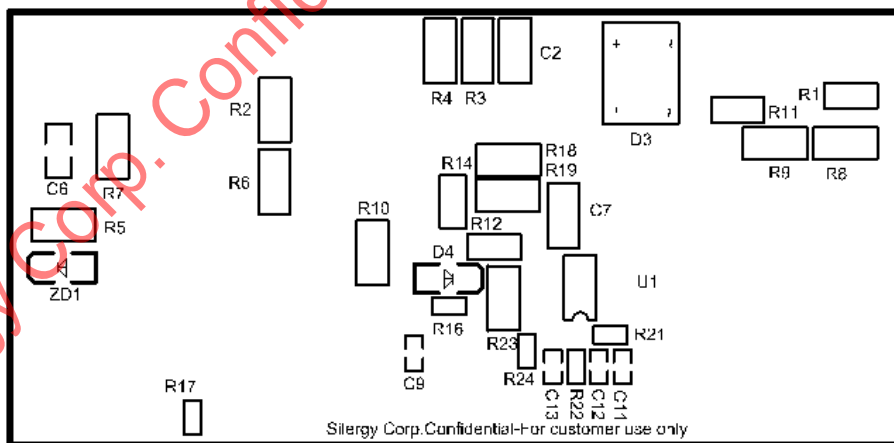 Silergy Corp. Confidential
R4
R3
C2
D3
R2
R1
R11
R9
R8
C6
R7
R6
R14
R18
R19
C7
R5
R10
R12
ZD1
D4
U1
R16
R23
R21
C9
R24
C13
R22
C12
C11
R17
Silergy Corp.Confidential-For customer use only